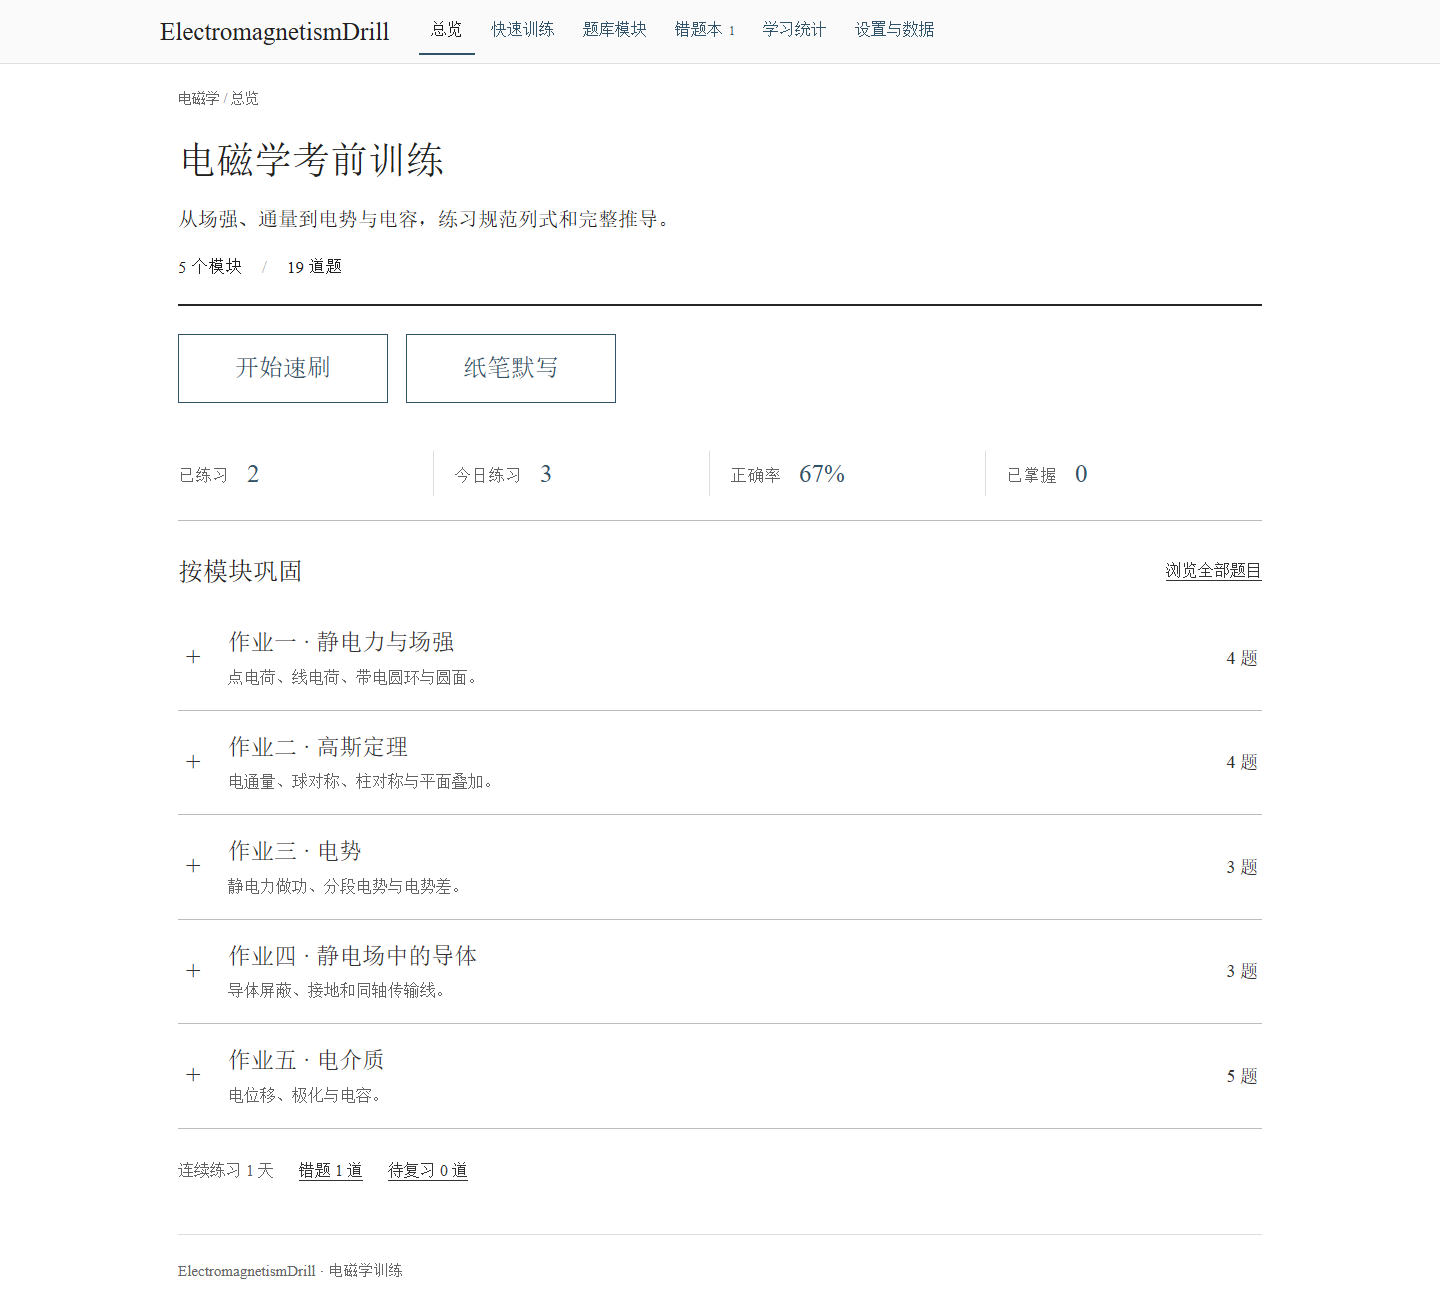 ElectromagnetismDrill 总览 快速训练 题库模块 错题本 1 学习统计 设置与数据
电磁学 / 总览
电磁学考前训练
从场强、通量到电势与电容，练习规范列式和完整推导。
5 个模块 / 19 道题
开始速刷 纸笔默写
已练习 2 今日练习 3 正确率 67% 已掌握 0
按模块巩固 浏览全部题目
+ 作业一 · 静电力与场强 4 题
点电荷、线电荷、带电圆环与圆面。
+ 作业二 · 高斯定理 4 题
电通量、球对称、柱对称与平面叠加。
+ 作业三 · 电势 3 题
静电力做功、分段电势与电势差。
+ 作业四 · 静电场中的导体 3 题
导体屏蔽、接地和同轴传输线。
+ 作业五 · 电介质 5 题
电位移、极化与电容。
连续练习 1 天 错题 1 道 待复习 0 道
ElectromagnetismDrill · 电磁学训练